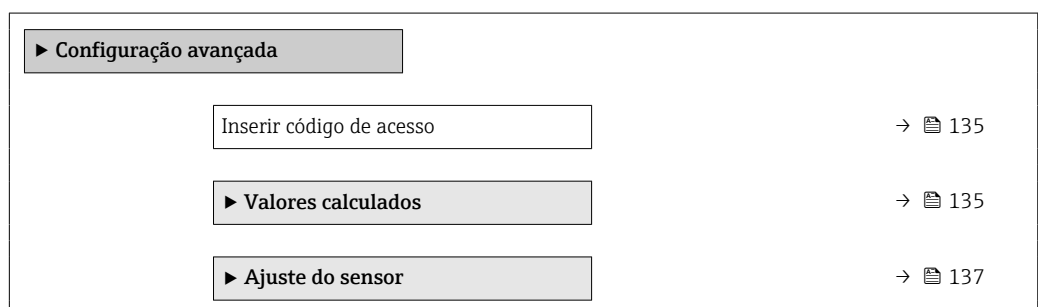 ► Configuração avançada
Inserir código de acesso → 135
► Valores calculados → 135
► Ajuste do sensor → 137